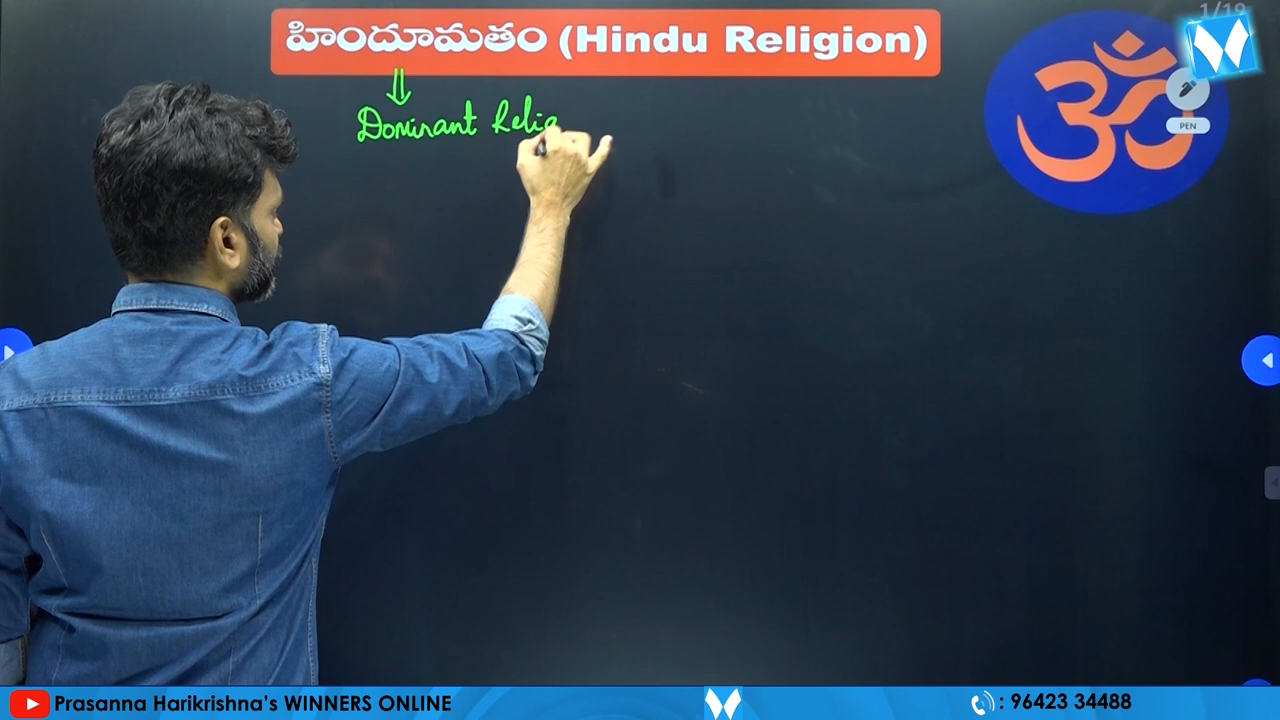 1/19
హిందూమతం (Hindu Religion)
Dominant Relig
PEN
Prasanna Harikrishna's WINNERS ONLINE
: 96423 34488